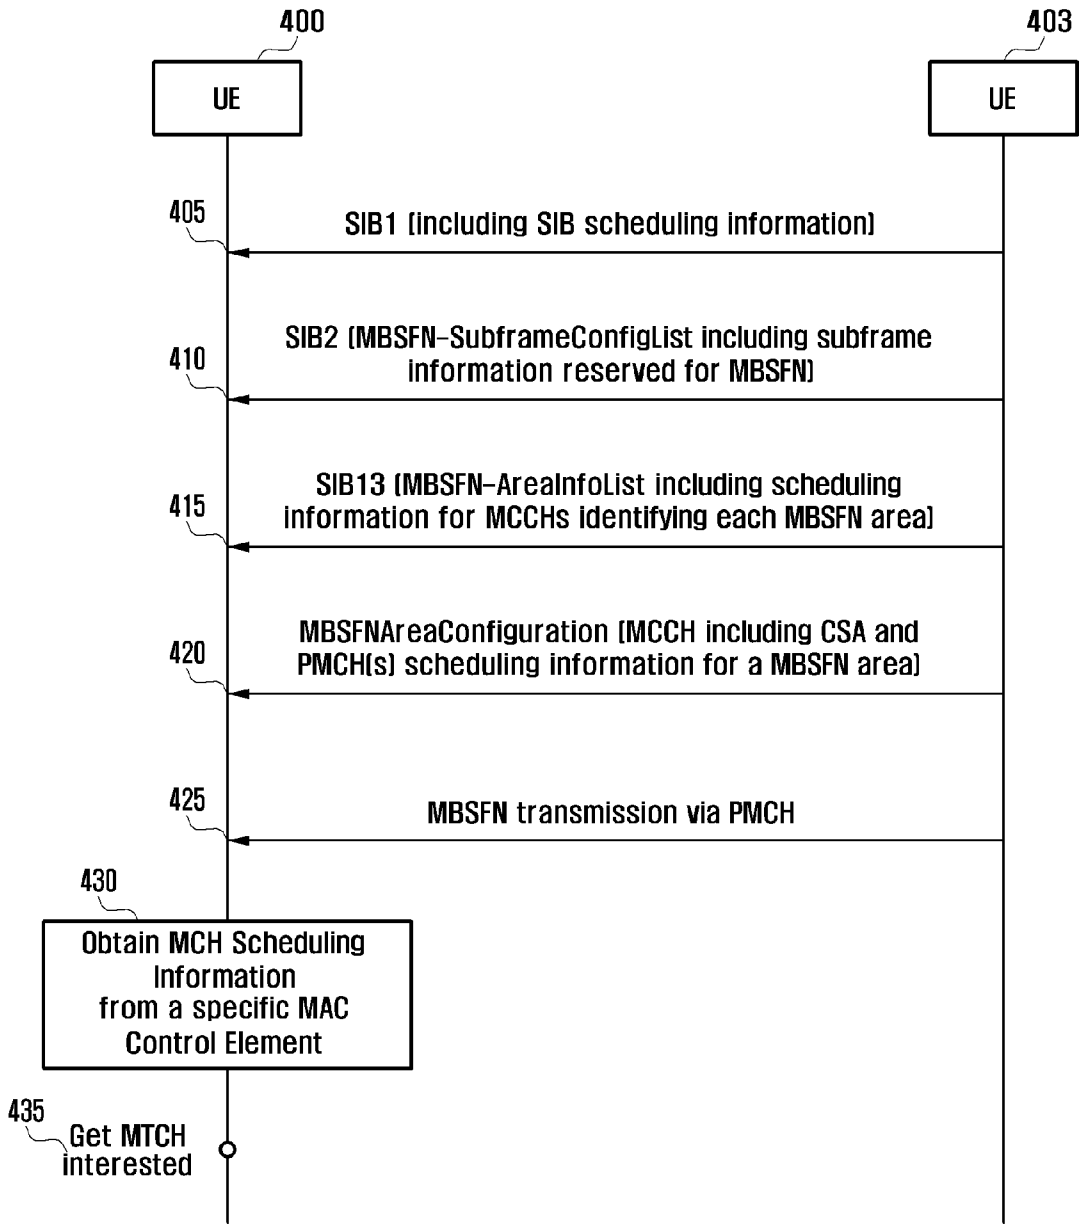 400
403
UE
UE
405
SIB1 (including SIB scheduling information)
SIB2 (MBSFN-SubframeConfigList including subframe
information reserved for MBSFN)
410
SIB13 (MBSFN-AreaInfoList including scheduling
information for MCCHs identifying each MBSFN area)
415
MBSFNAreaConfiguration (MCCH including CSA and
PMCH(s) scheduling information for a MBSFN area)
420
425
MBSFN transmission via PMCH
430
Obtain MCH Scheduling
Information
from a specific MAC
Control Element
435
Get MTCH
interested